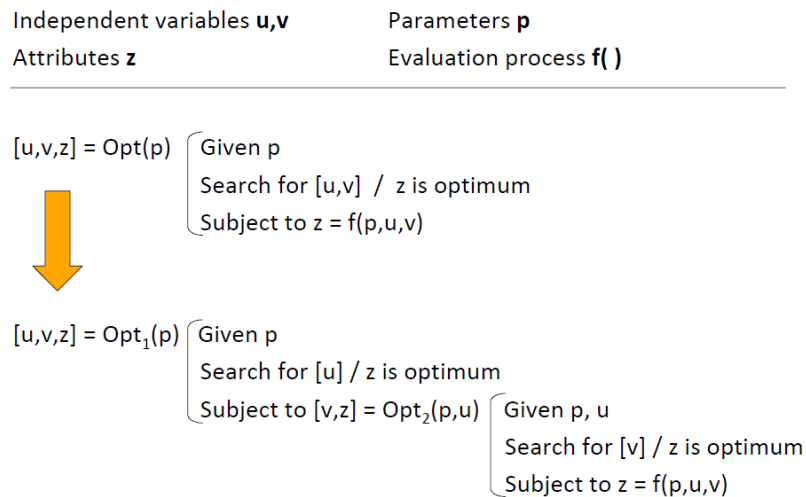 Independent variables u,v Parameters p
Attributes z Evaluation process f( )
[u,v,z] = Opt(p) Given p
Search for [u,v] / z is optimum
Subject to z = f(p,u,v)
[u,v,z] = Opt₁(p) Given p
Search for [u] / z is optimum
Subject to [v,z] = Opt₂(p,u) Given p, u
Search for [v] / z is optimum
Subject to z = f(p,u,v)